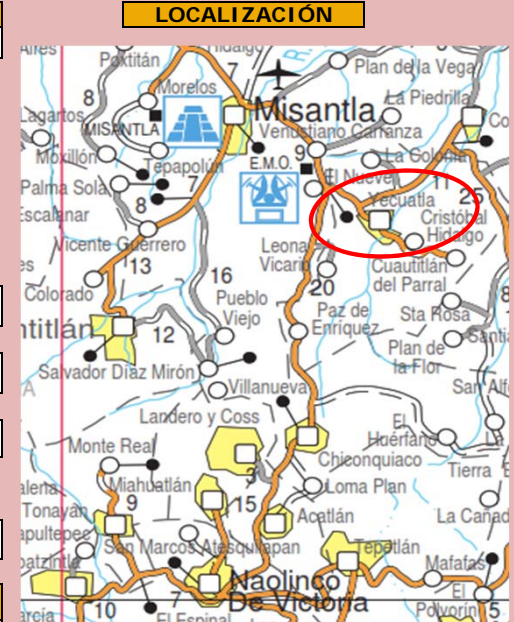 LOCALIZACIÓN
Hidalgo
Poxtitán
7
Plan de la Vega
Morelos
8
La Piedrilla
Lagartos
MISANTLA
Misantla
Venustiano Carranza
Moxillón
Tepapolún
E.M.O.
9
La Colonia
El Nuevo
11
Palma Sola
7
25
8
Yecuatla
Escalanar
Cristóbal
Hidalgo
Vicente Guerrero
Leona
Vicario
13
Cuautitlán
del Parral
16
20
Colorado
Pueblo
Viejo
Sta Rosa
Paz de
Enríquez
12
Plan de
la Flor
Salvador Díaz Mirón
Villanueva
Landero y Coss
El
Huérfano
Monte Real
Chiconquiaco
3
Tierra
Miahuatlán
Loma Plan
Tonayán
9
15
Acatlán
San Marcos Atesquilapan
Tepetlán
Mafafas
Naolinco
De Victoria
El
Polvorín
10
7
El Espinal
5